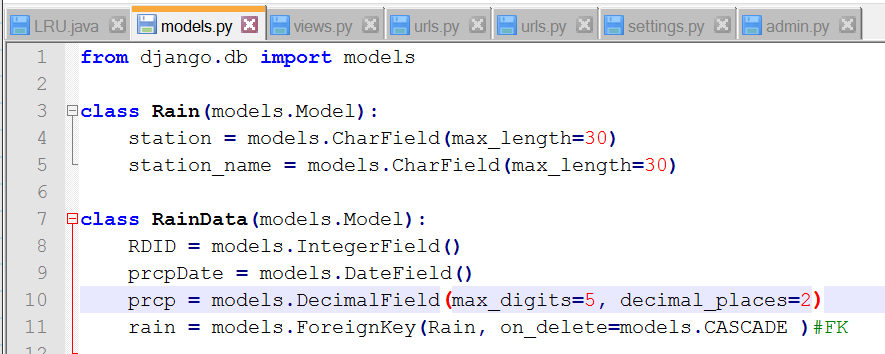 LRU.java models.py views.py urls.py urls.py settings.py admin.py
1 from django.db import models
2
3 class Rain(models.Model):
4 station = models.CharField(max_length=30)
5 station_name = models.CharField(max_length=30)
6
7 class RainData(models.Model):
8 RDID = models.IntegerField()
9 prcpDate = models.DateField()
10 prcp = models.DecimalField(max_digits=5, decimal_places=2)
11 rain = models.ForeignKey(Rain, on_delete=models.CASCADE )#FK
12